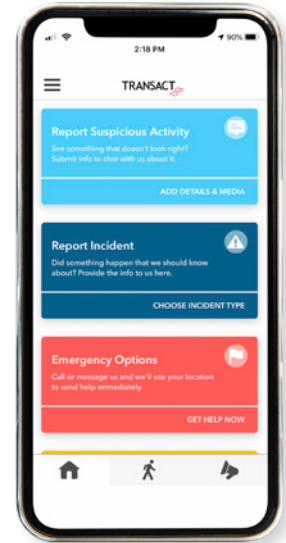 2:18 PM
90%
TRANSACT
Report Suspicious Activity
See something that doesn't look right?
Submit info to chat with us about it.
ADD DETAILS & MEDIA
Report Incident
Did something happen that we should know
about? Provide the info to us here.
CHOOSE INCIDENT TYPE
Emergency Options
Call or message us and we'll use your location
to send help immediately
GET HELP NOW